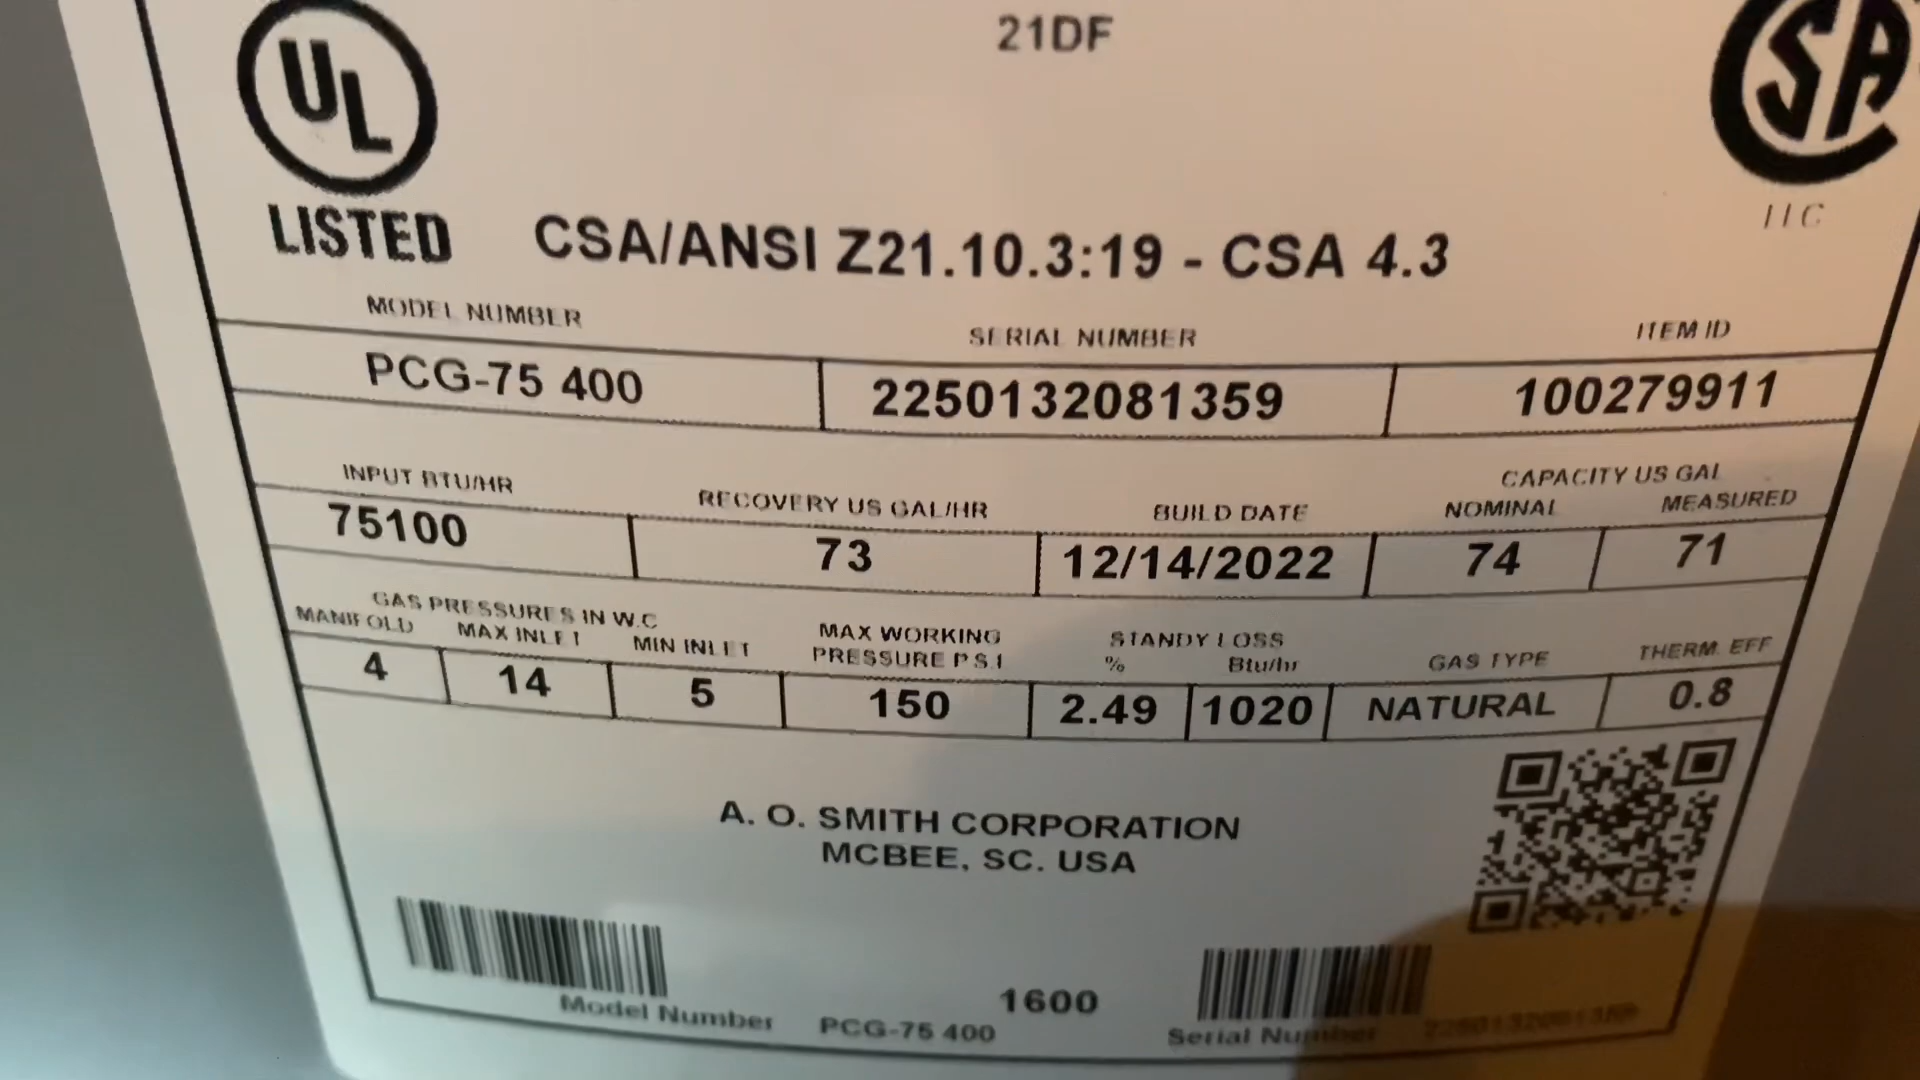 21DF
UL
SA
LISTED
LLC
CSA/ANSI Z21.10.3:19 - CSA 4.3
MODEL NUMBER SERIAL NUMBER ITEM ID
PCG-75 400 2250132081359 100279911
CAPACITY US GAL
INPUT BTU/HR RECOVERY US GAL/HR BUILD DATE NOMINAL MEASURED
75100 73 12/14/2022 74 71
GAS PRESSURES IN W.C
MANIFOLD MAX INLET MIN INLET
MAX WORKING
PRESSURE P.S.I
STANDY LOSS
% Btu/hr
GAS TYPE THERM. EFF
4 14 5 150 2.49 1020 NATURAL 0.8
A. O. SMITH CORPORATION
MCBEE, SC. USA
1600
Model Number PCG-75 400 Serial Number 2250132081359